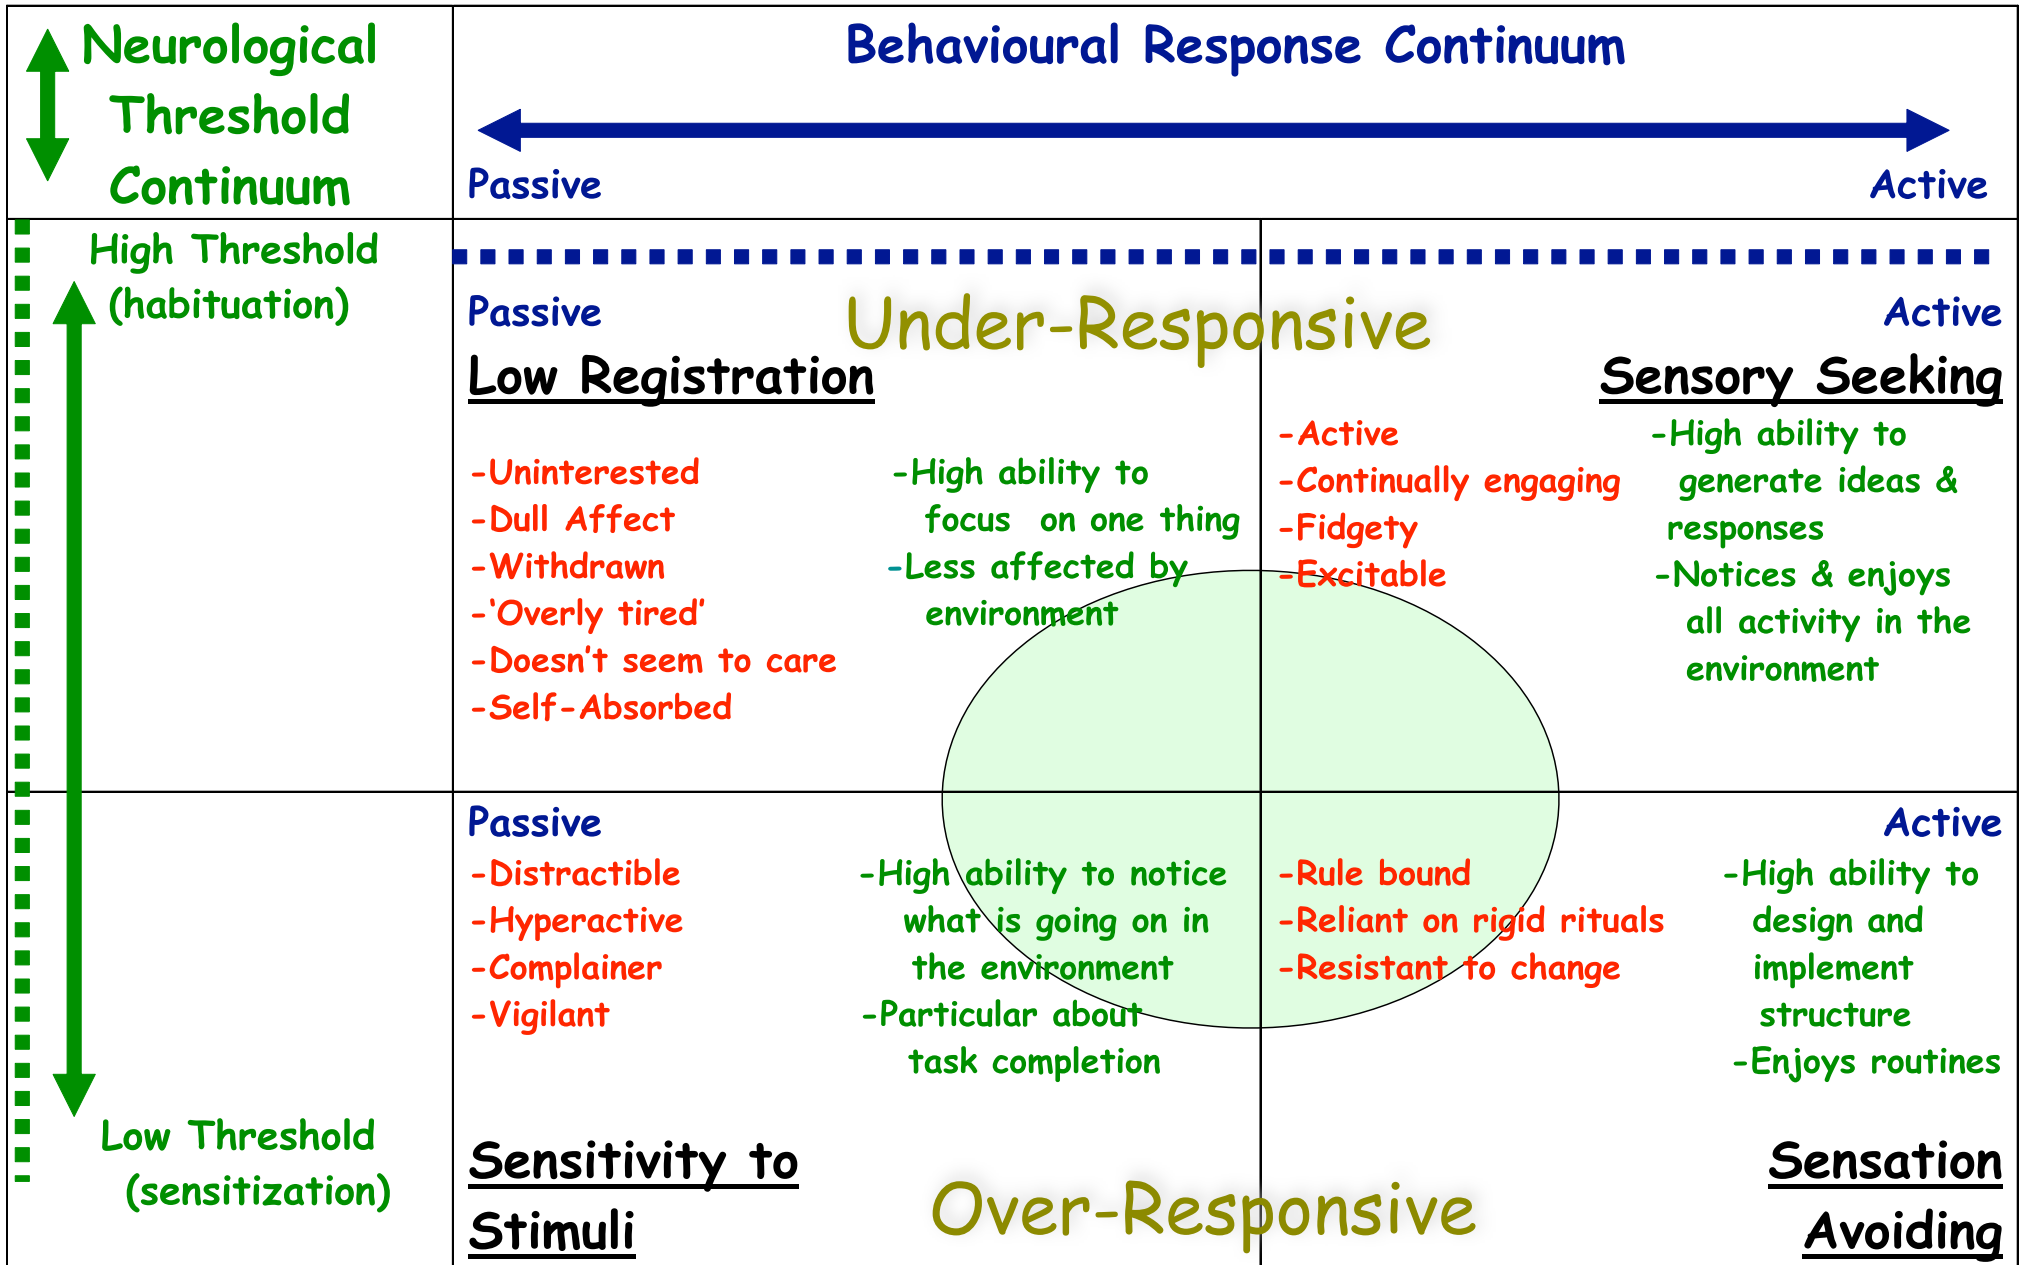 Neurological
Threshold
Continuum
Behavioural Response Continuum
Passive
Active
High Threshold
(habituation)
Passive
Under-Responsive
Active
Low Registration
-Uninterested
-Dull Affect
-Withdrawn
-‘Overly tired’
-Doesn’t seem to care
-Self-Absorbed
-High ability to
focus on one thing
-Less affected by
environment
Sensory Seeking
-Active
-Continually engaging
-Fidgety
-Excitable
-High ability to
generate ideas &
responses
-Notices & enjoys
all activity in the
environment
Low Threshold
(sensitization)
Passive
-Distractible
-Hyperactive
-Complainer
-Vigilant
-High ability to notice
what is going on in
the environment
-Particular about
task completion
Sensitivity to
Stimuli
Over-Responsive
Active
-Rule bound
-Reliant on rigid rituals
-Resistant to change
-High ability to
design and
implement
structure
-Enjoys routines
Sensation
Avoiding